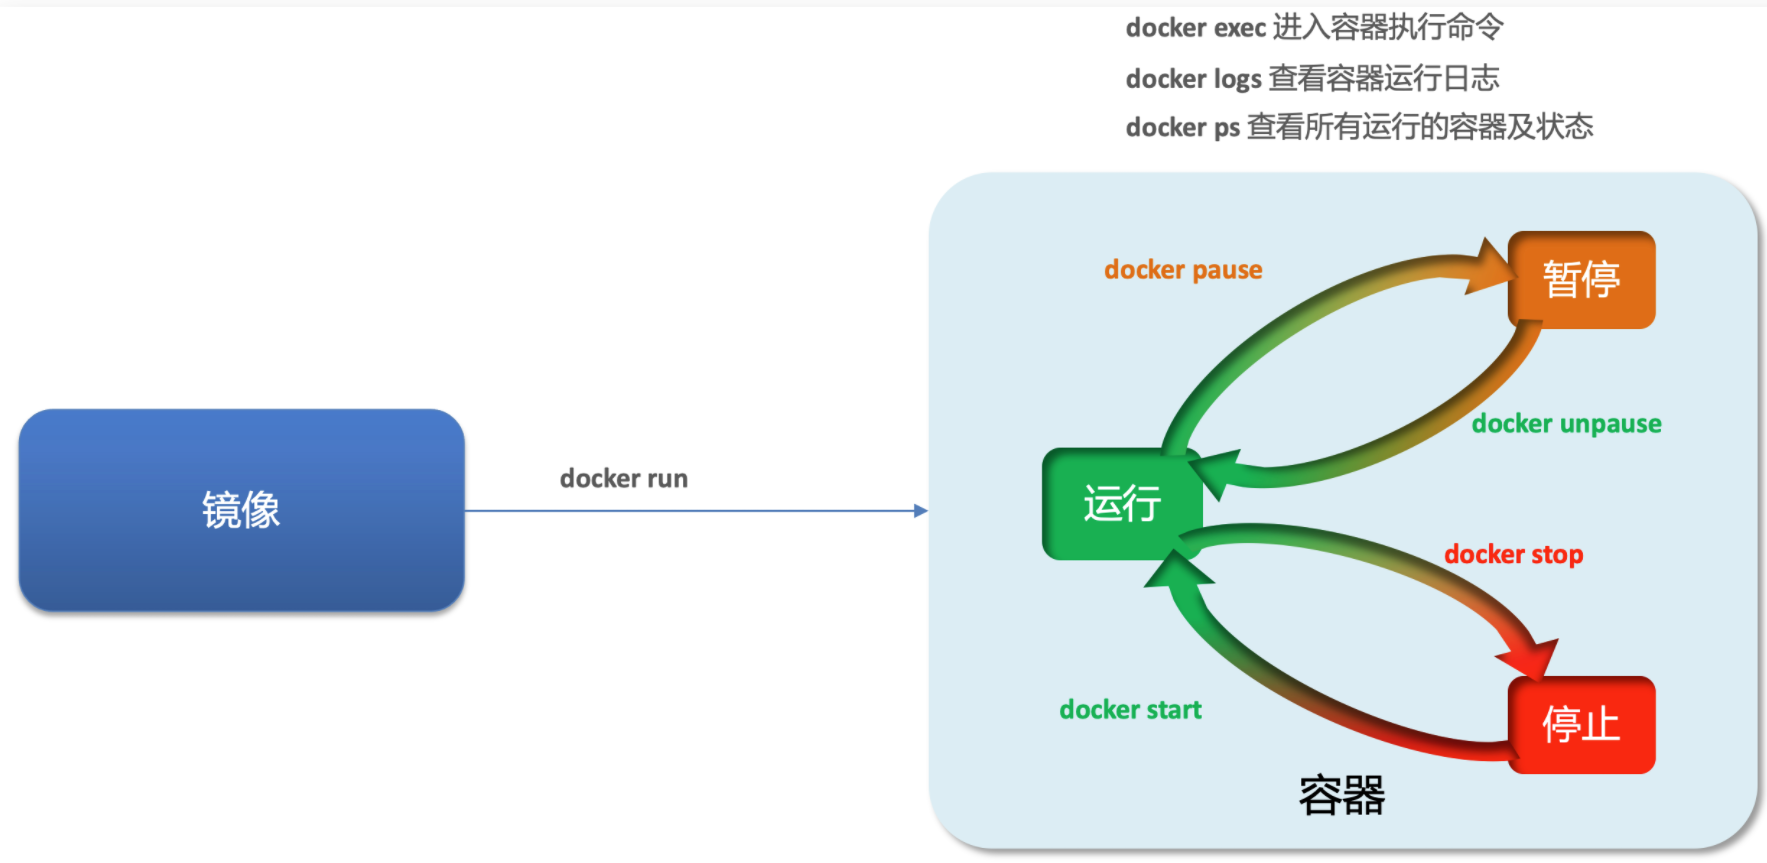 docker exec 进入容器执行命令
docker logs 查看容器运行日志
docker ps 查看所有运行的容器及状态
docker pause
暂停
docker unpause
镜像
docker run
运行
docker stop
docker start
停止
容器